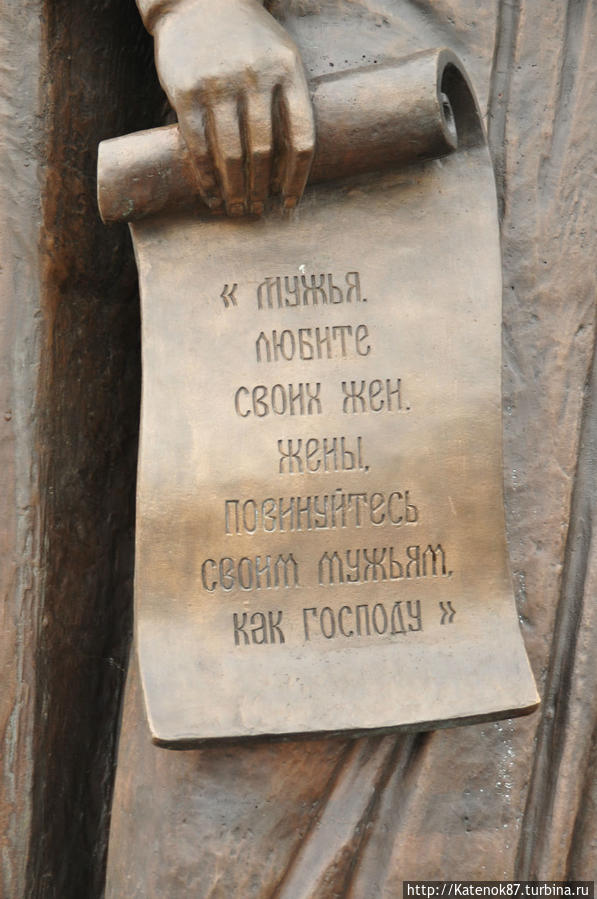 « МУЖЬЯ.
ЛЮБИТЕ
СВОИХ ЖЕН.
ЖЕНЫ,
ПОВИНУЙТЕСЬ
СВОИМ МУЖЬЯМ,
КАК ГОСПОДУ »
http://Katenok87.turbina.ru